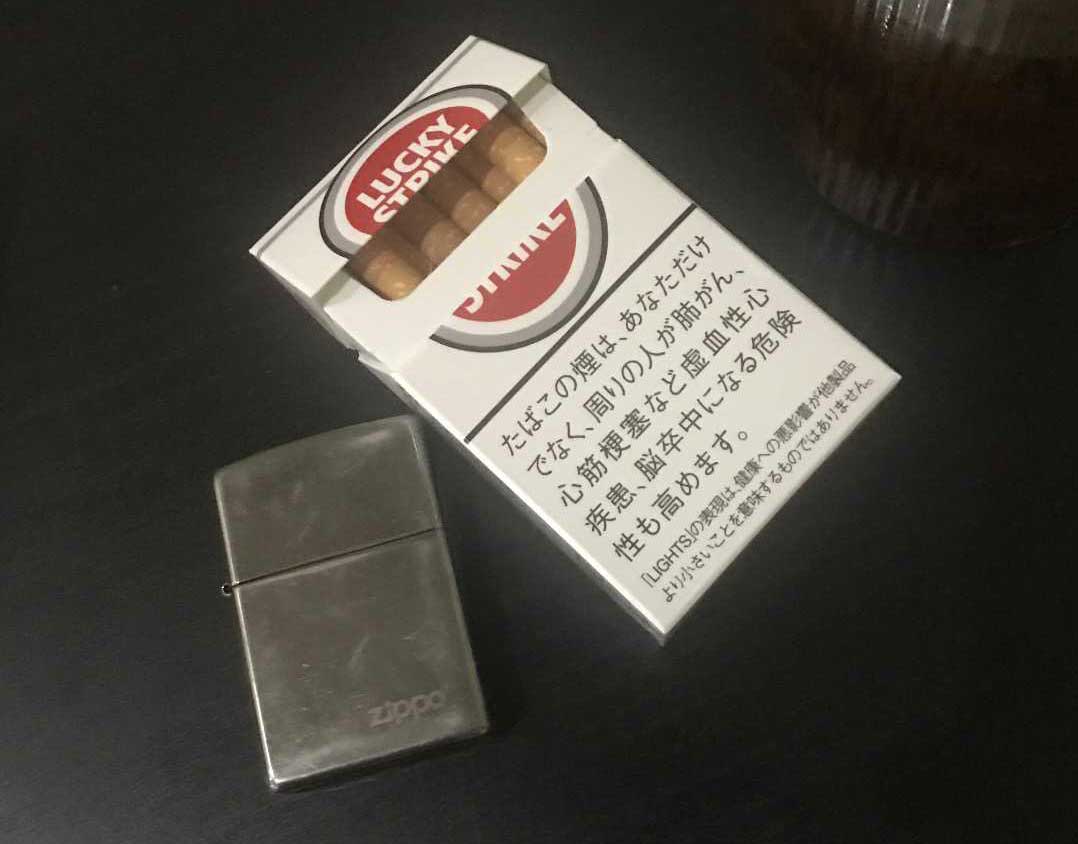 LUCKY
STRIKE
STRIKE
たばこの煙は、あなただけ
でなく、周りの人が肺がん、
心筋梗塞など虚血性心
疾患、脳卒中になる危険
性も高めます。
「LIGHTS」の表現は、健康への悪影響が他製品
より小さいことを意味するものではありません。
zippo